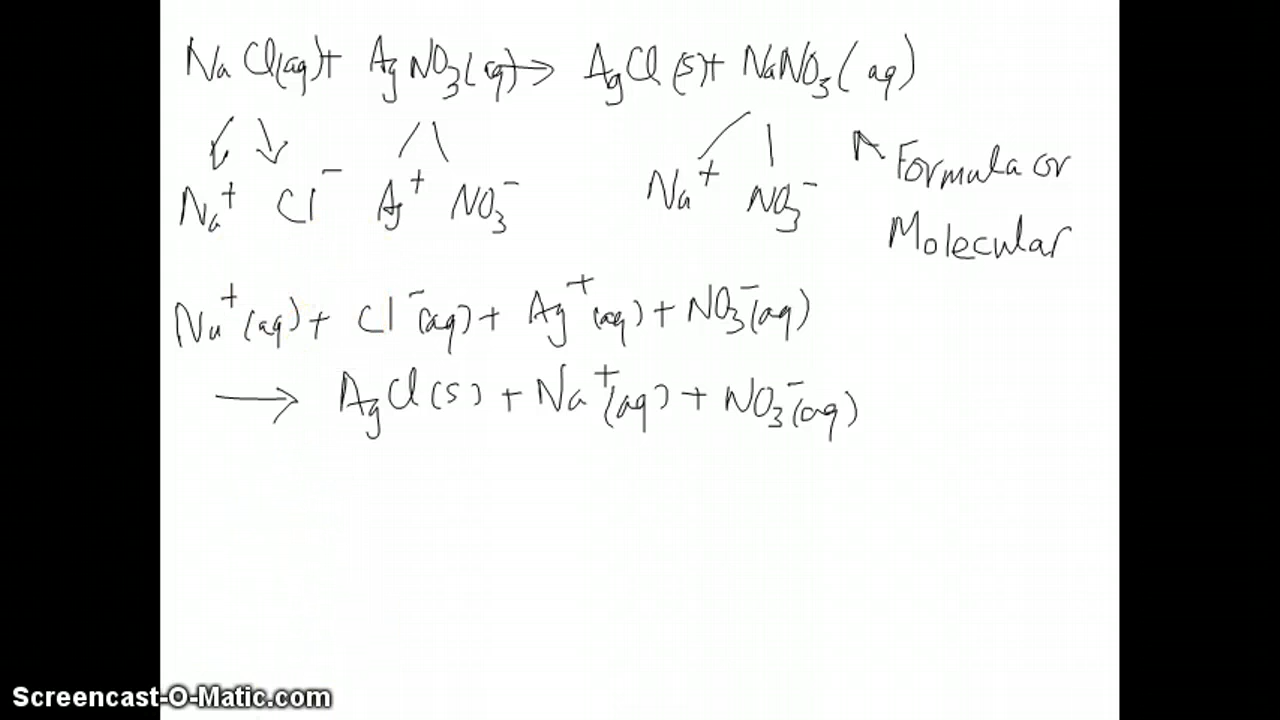 NaCl(aq) + AgNO₃(aq) → AgCl(s) + NaNO₃(aq)
Na⁺ Cl⁻ Ag⁺ NO₃⁻ Na⁺ NO₃⁻
Formula or
Molecular
Na⁺(aq) + Cl⁻(aq) + Ag⁺(aq) + NO₃⁻(aq)
→ AgCl(s) + Na⁺(aq) + NO₃⁻(aq)
Screencast-O-Matic.com